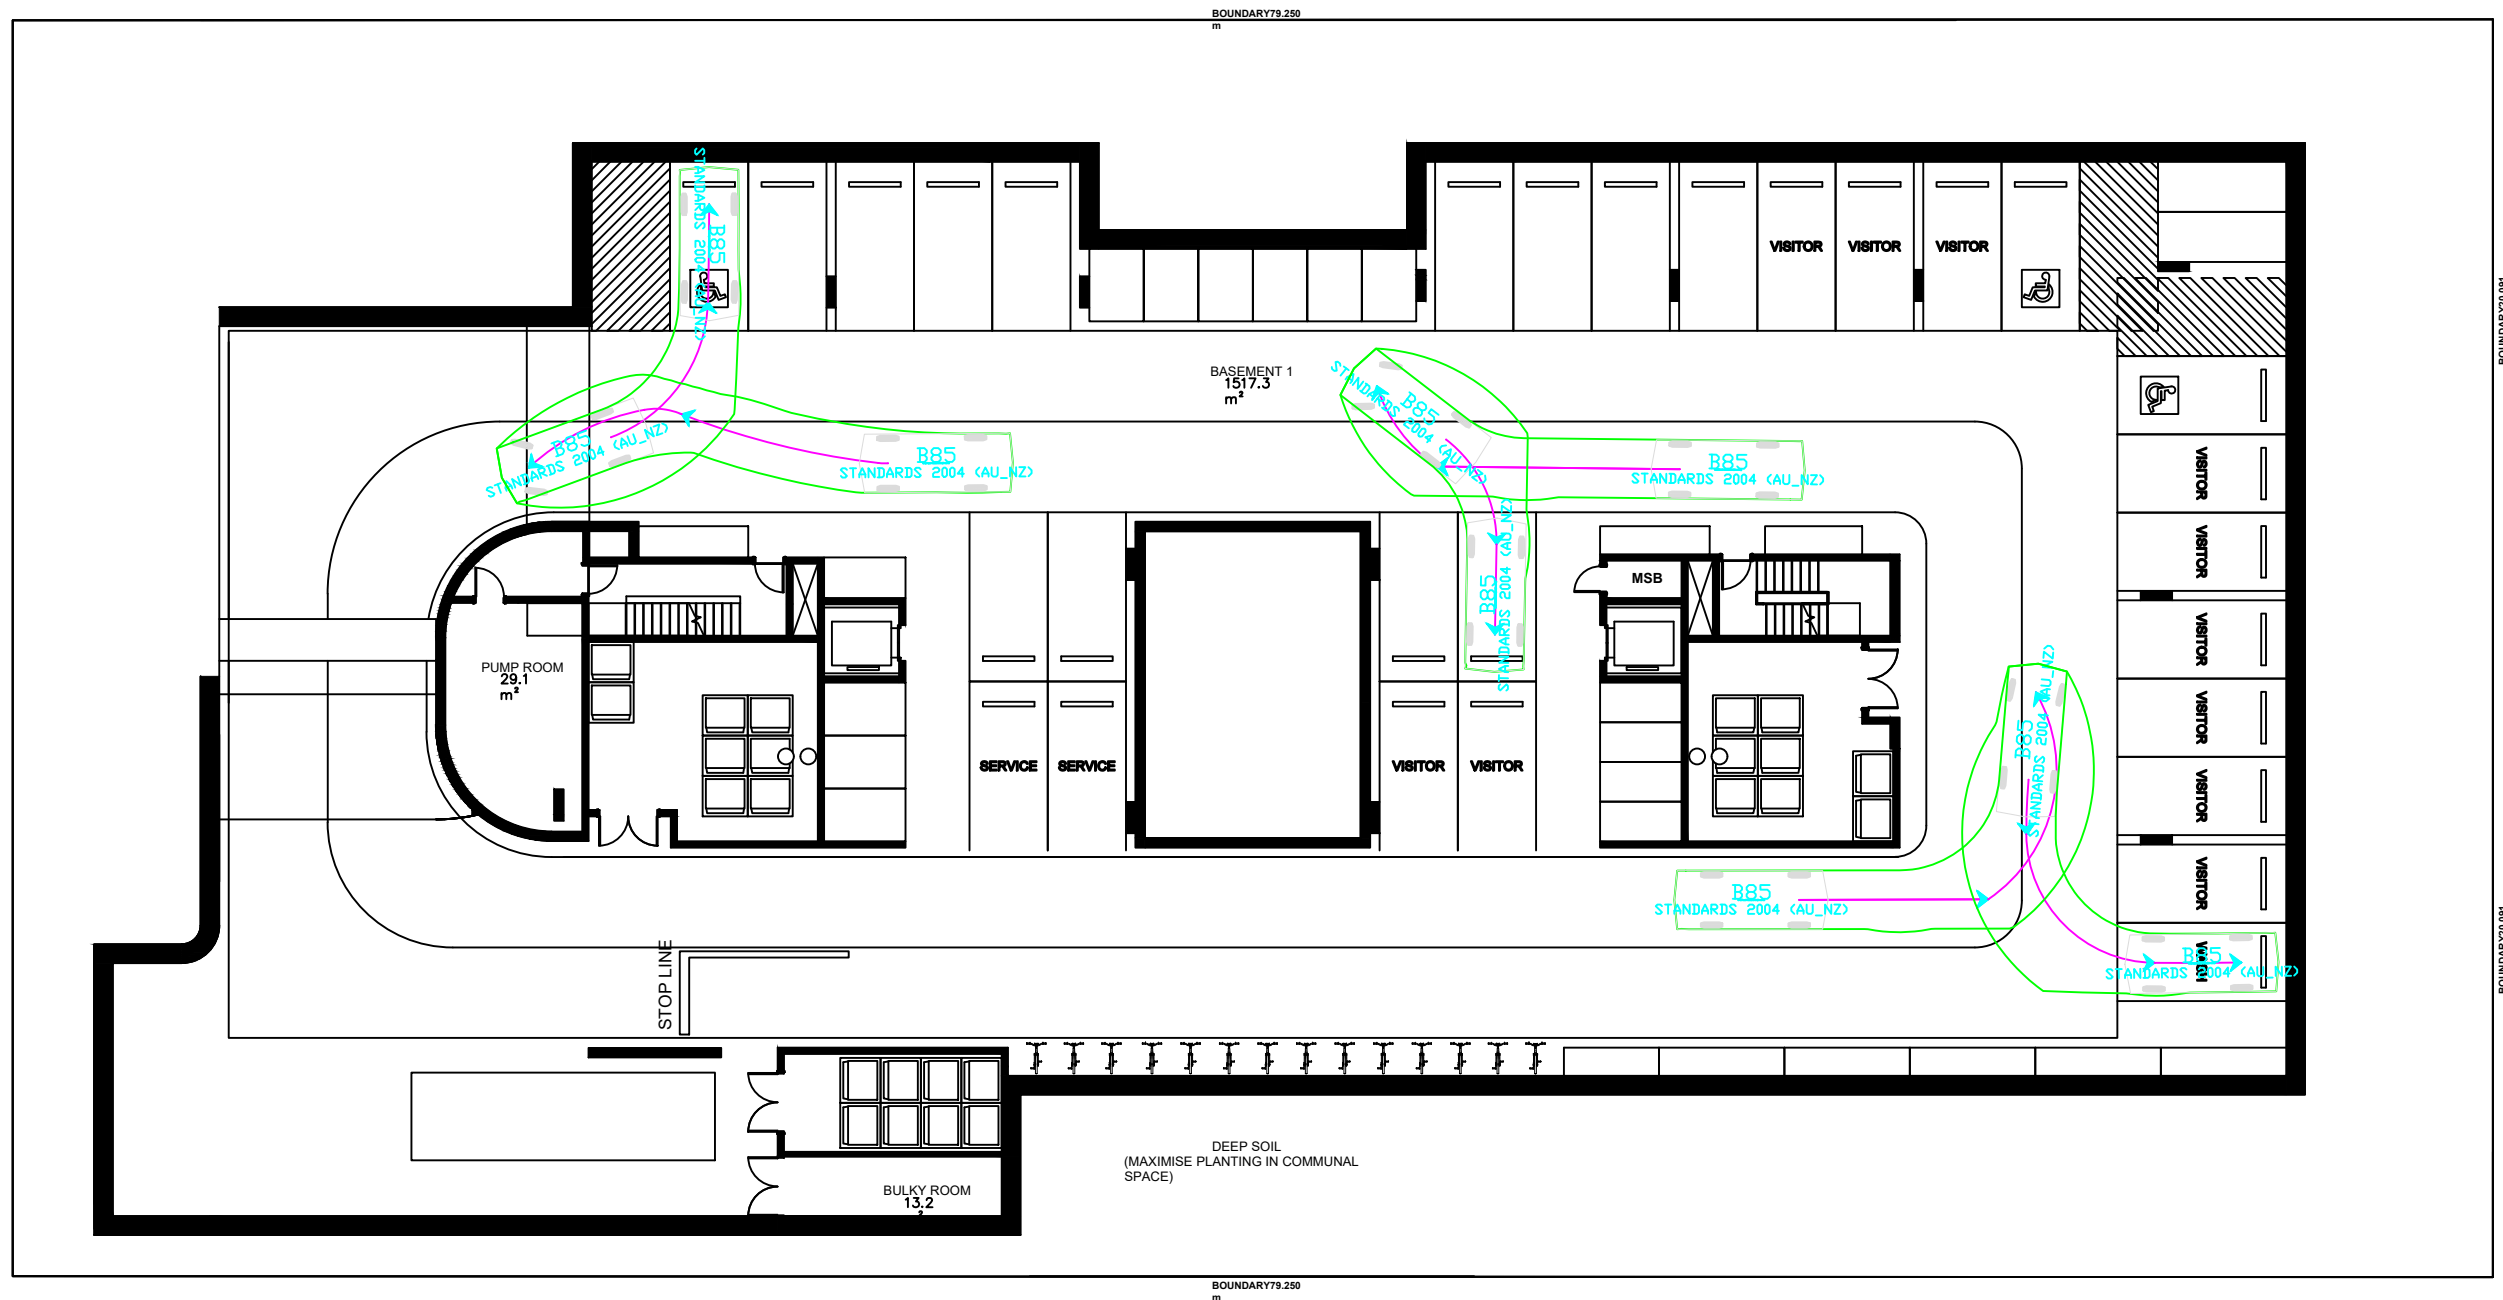 BOUNDARY79.250
m
STANDARDS 2004 (AU_NZ)
B85
VISITOR
VISITOR
VISITOR
BOUNDARY20.091
BASEMENT 1
1517.3
m²
B85
STANDARDS 2004 (AU_NZ)
B85
STANDARDS 2004 (AU_NZ)
B85
STANDARDS 2004 (AU_NZ)
B85
STANDARDS 2004 (AU_NZ)
VISITOR
VISITOR
B85
STANDARDS 2004 (AU_NZ)
MSB
PUMP ROOM
29.1
m²
VISITOR
VISITOR
VISITOR
B85
STANDARDS 2004 (AU_NZ)
SERVICE
SERVICE
VISITOR
VISITOR
VISITOR
B85
STANDARDS 2004 (AU_NZ)
STOP LINE
B85
STANDARDS 2004 (AU_NZ)
BOUNDARY20.091
DEEP SOIL
(MAXIMISE PLANTING IN COMMUNAL
SPACE)
BULKY ROOM
13.2
BOUNDARY79.250
m